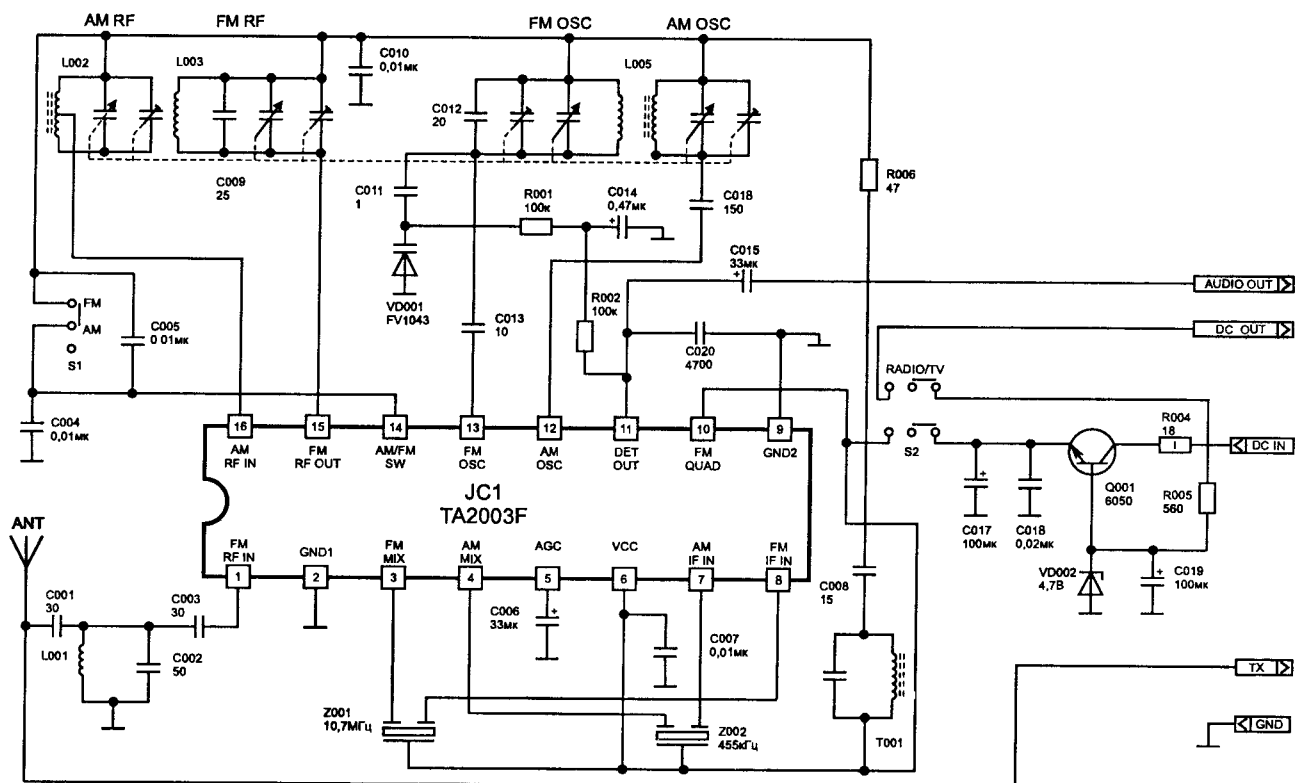 AM RF
FM RF
FM OSC
AM OSC
L002
L003
C010
0,01мк
C012
20
L005
C009
25
C011
1
R001
100к
C014
0,47мк
C018
150
R006
47
VD001
FV1043
C013
10
R002
100к
C015
33мк
C020
4700
AUDIO OUT
DC OUT
RADIO/TV
S2
R004
18
DC IN
FM
AM
S1
C005
0 01мк
C004
0,01мк
16
15
14
13
12
11
10
9
AM
RF IN
FM
RF OUT
AM/FM
SW
FM
OSC
AM
OSC
DET
OUT
FM
QUAD
GND2
JC1
TA2003F
FM
RF IN
GND1
FM
MIX
AM
MIX
AGC
VCC
AM
IF IN
FM
IF IN
1
2
3
4
5
6
7
8
Q001
6050
R005
560
C017
100мк
C018
0,02мк
VD002
4,7В
C019
100мк
ANT
C001
30
C003
30
L001
C002
50
C006
33мк
C007
0,01мк
C008
15
Z001
10,7МГц
Z002
455кГц
T001
TX
GND